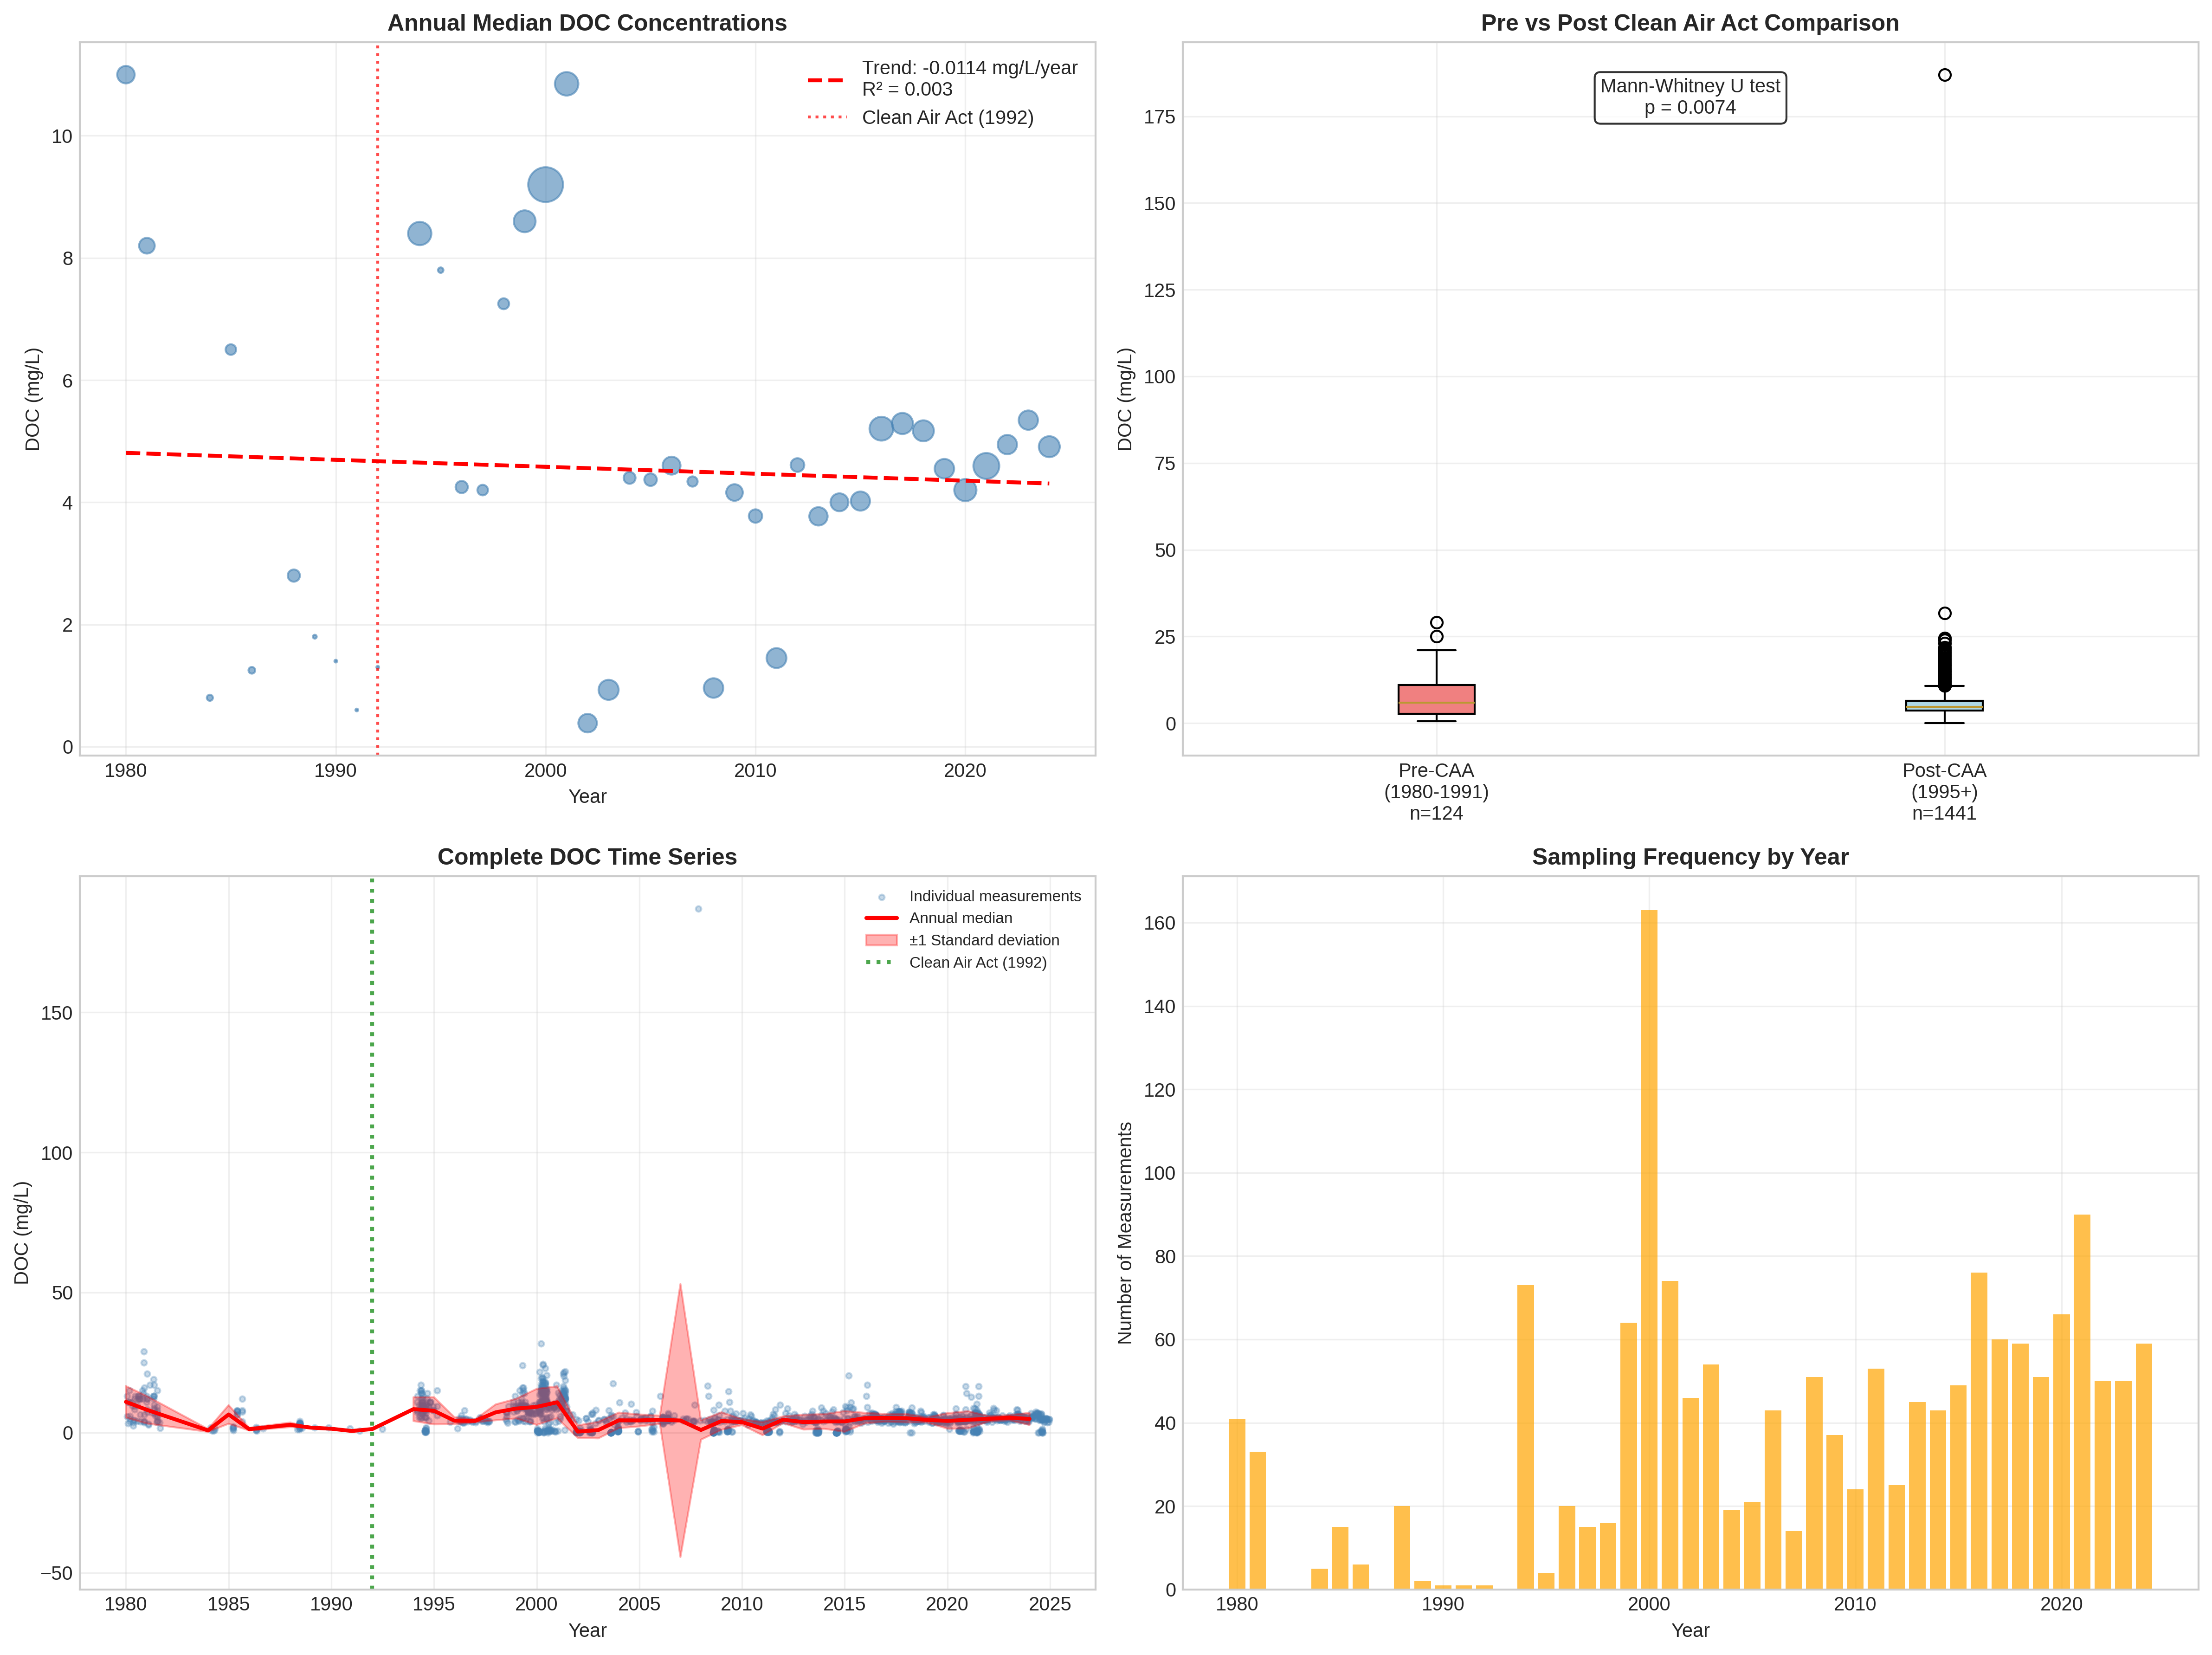 Annual Median DOC Concentrations
DOC (mg/L)
10
8
6
4
2
0
Trend: -0.0114 mg/L/year
R² = 0.003
Clean Air Act (1992)
1980
1990
2000
2010
2020
Year
Pre vs Post Clean Air Act Comparison
DOC (mg/L)
175
150
125
100
75
50
25
0
Mann-Whitney U test
p = 0.0074
Pre-CAA
(1980-1991)
n=124
Post-CAA
(1995+)
n=1441
Complete DOC Time Series
DOC (mg/L)
150
100
50
0
−50
Individual measurements
Annual median
±1 Standard deviation
Clean Air Act (1992)
1980
1985
1990
1995
2000
2005
2010
2015
2020
2025
Year
Sampling Frequency by Year
Number of Measurements
160
140
120
100
80
60
40
20
0
1980
1990
2000
2010
2020
Year